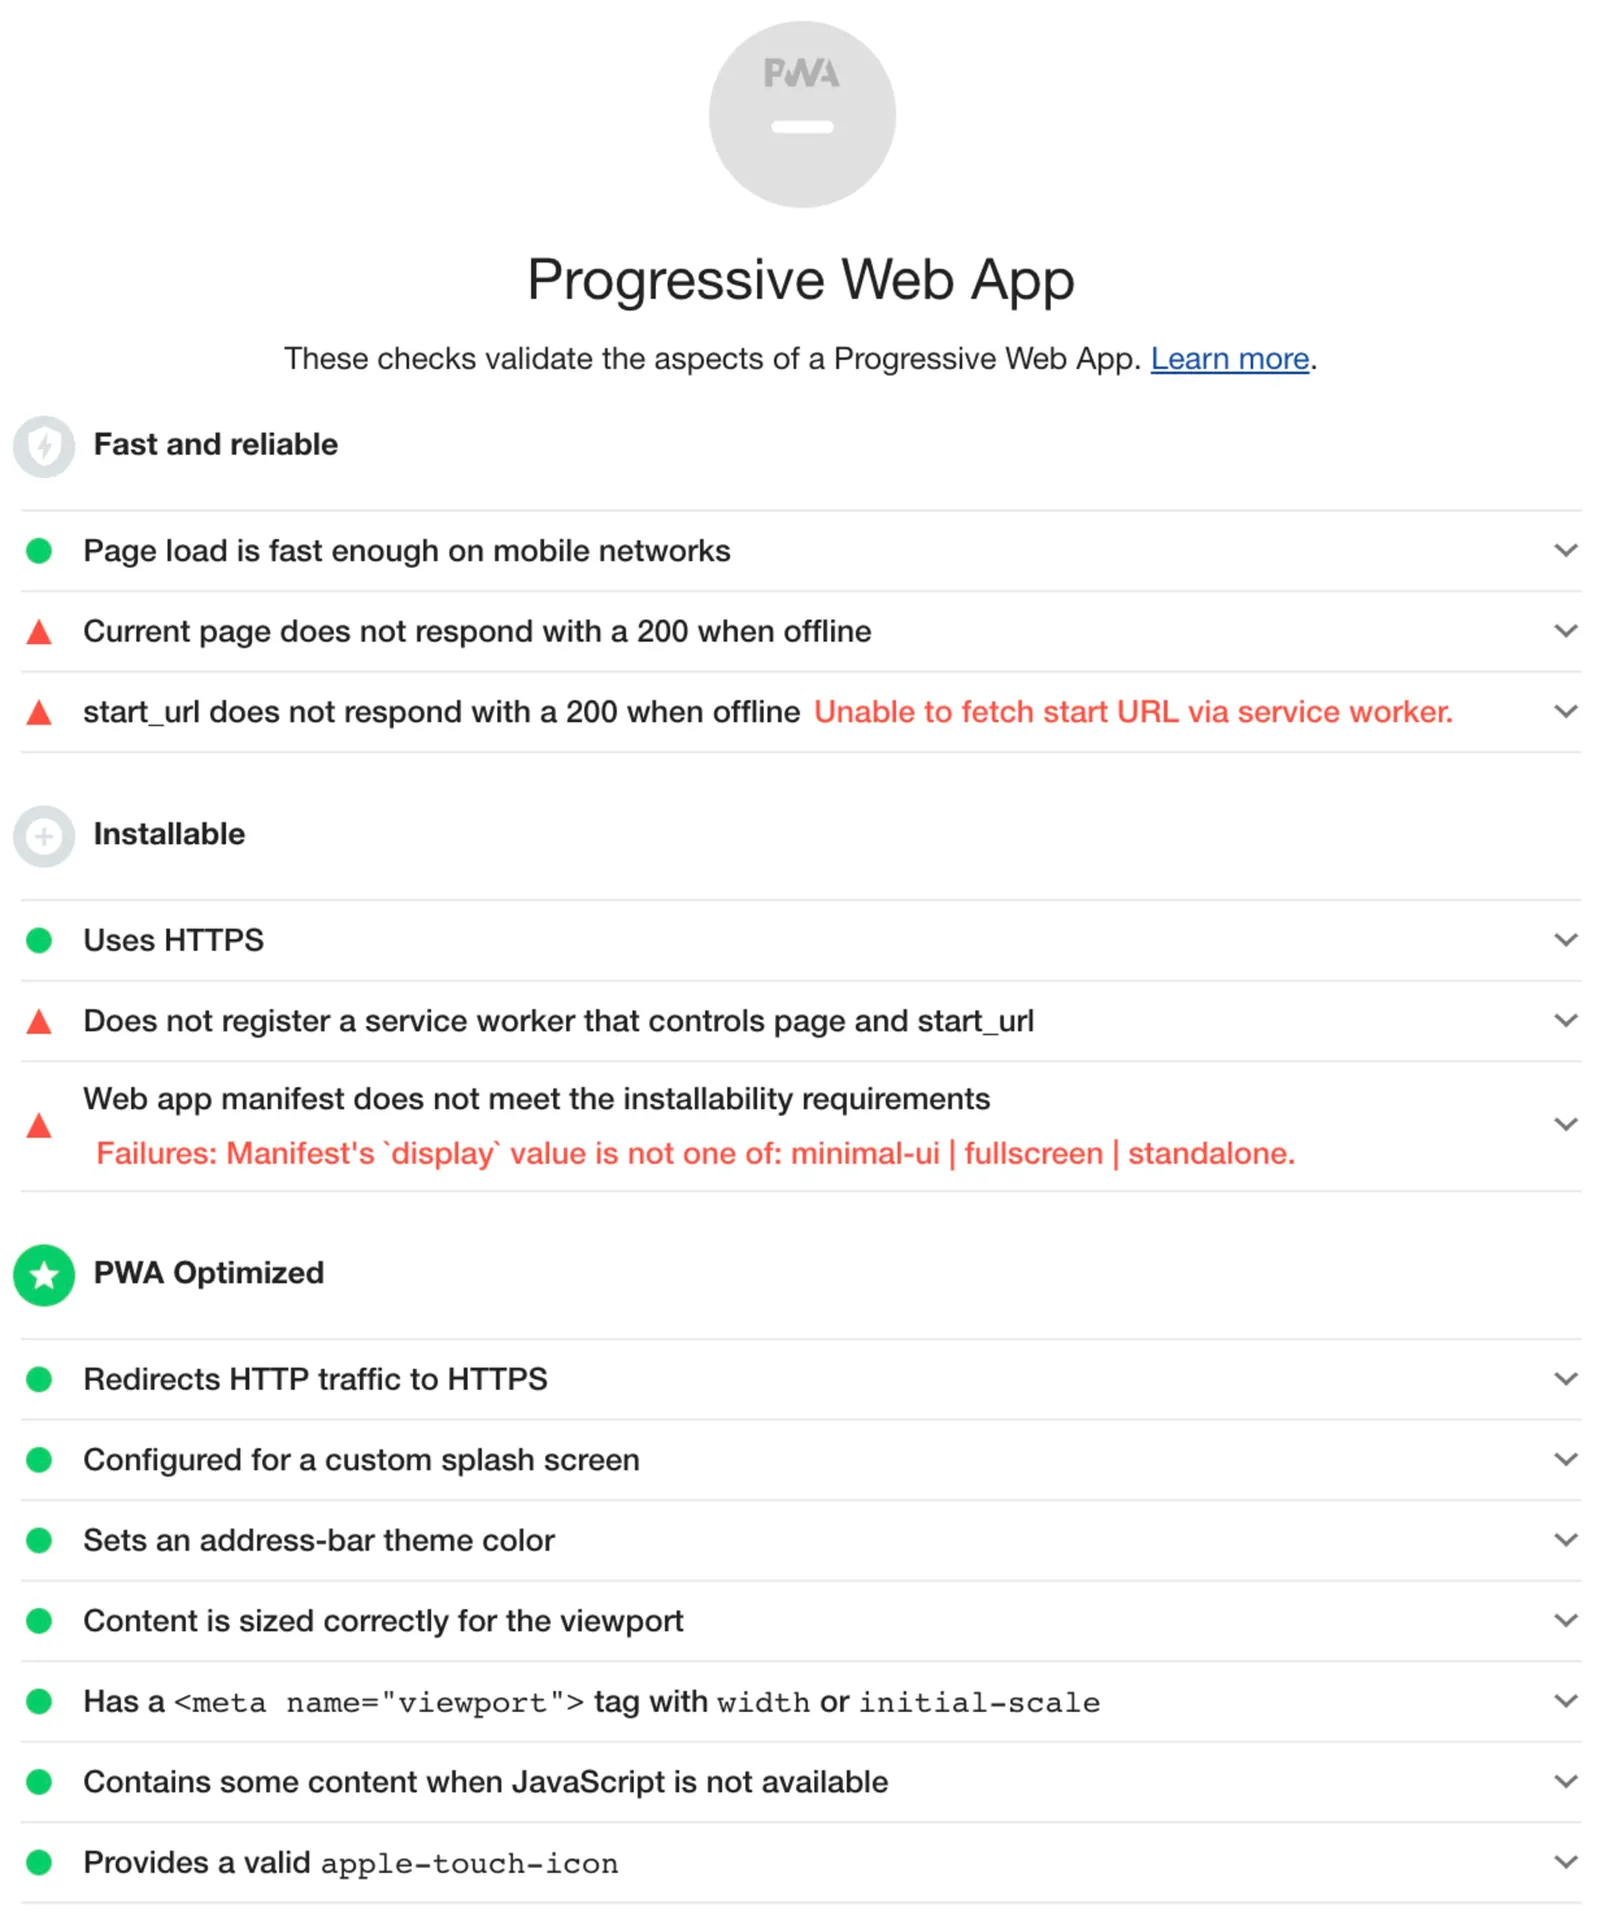 PWA
Progressive Web App
These checks validate the aspects of a Progressive Web App. Learn more.
Fast and reliable
Page load is fast enough on mobile networks
Current page does not respond with a 200 when offline
start_url does not respond with a 200 when offline Unable to fetch start URL via service worker.
Installable
Uses HTTPS
Does not register a service worker that controls page and start_url
Web app manifest does not meet the installability requirements
Failures: Manifest's `display` value is not one of: minimal-ui | fullscreen | standalone.
PWA Optimized
Redirects HTTP traffic to HTTPS
Configured for a custom splash screen
Sets an address-bar theme color
Content is sized correctly for the viewport
Has a <meta name="viewport"> tag with width or initial-scale
Contains some content when JavaScript is not available
Provides a valid apple-touch-icon